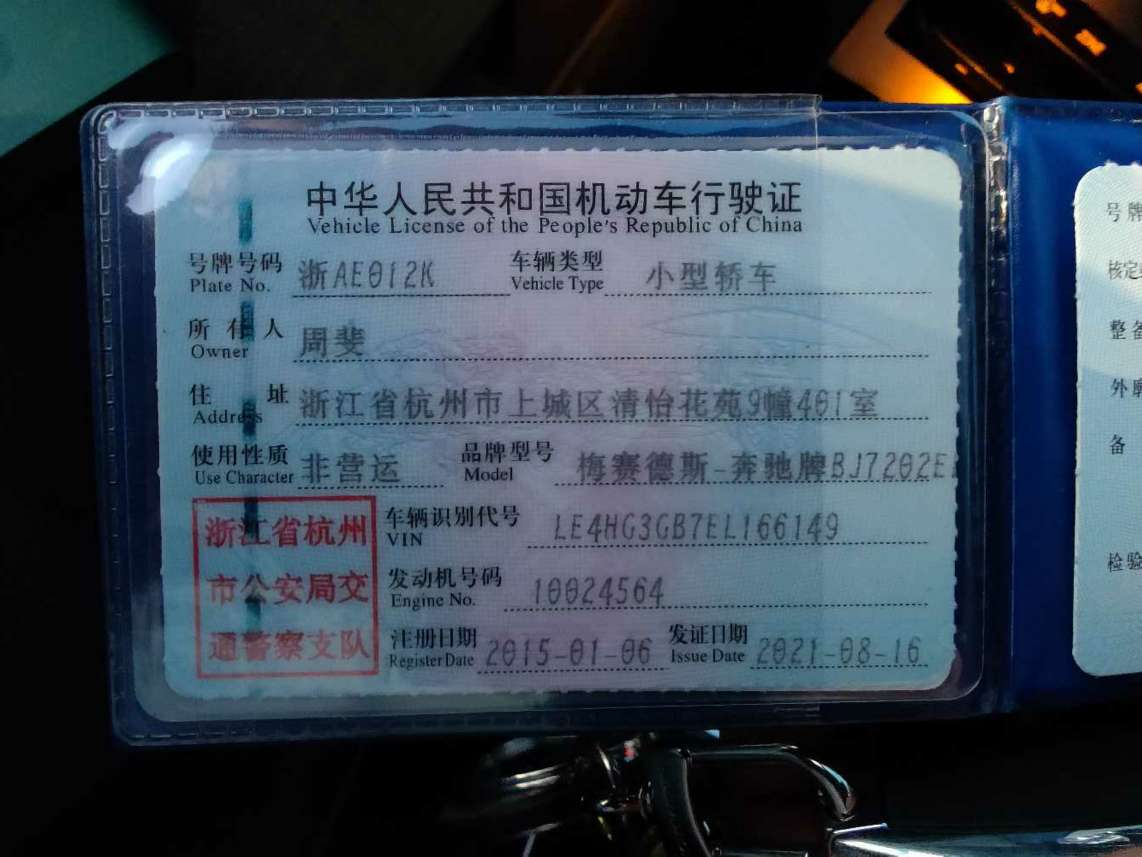 中华人民共和国机动车行驶证
Vehicle License of the People's Republic of China
号牌号码 浙AE012K 车辆类型 小型轿车
Plate No. Vehicle Type
所有人 周斐
Owner
住址 浙江省杭州市上城区清怡花苑9幢401室
Address
使用性质 非营运 品牌型号 梅赛德斯-奔驰牌BJ7202E
Use Character Model
浙江省杭州
市公安局交
通警察支队
车辆识别代号 LE4HG3GB7EL166149
VIN
发动机号码 10024564
Engine No.
注册日期 2015-01-06 发证日期 2021-08-16
Register Date Issue Date
号牌
核定
整备
外廓
备
检验